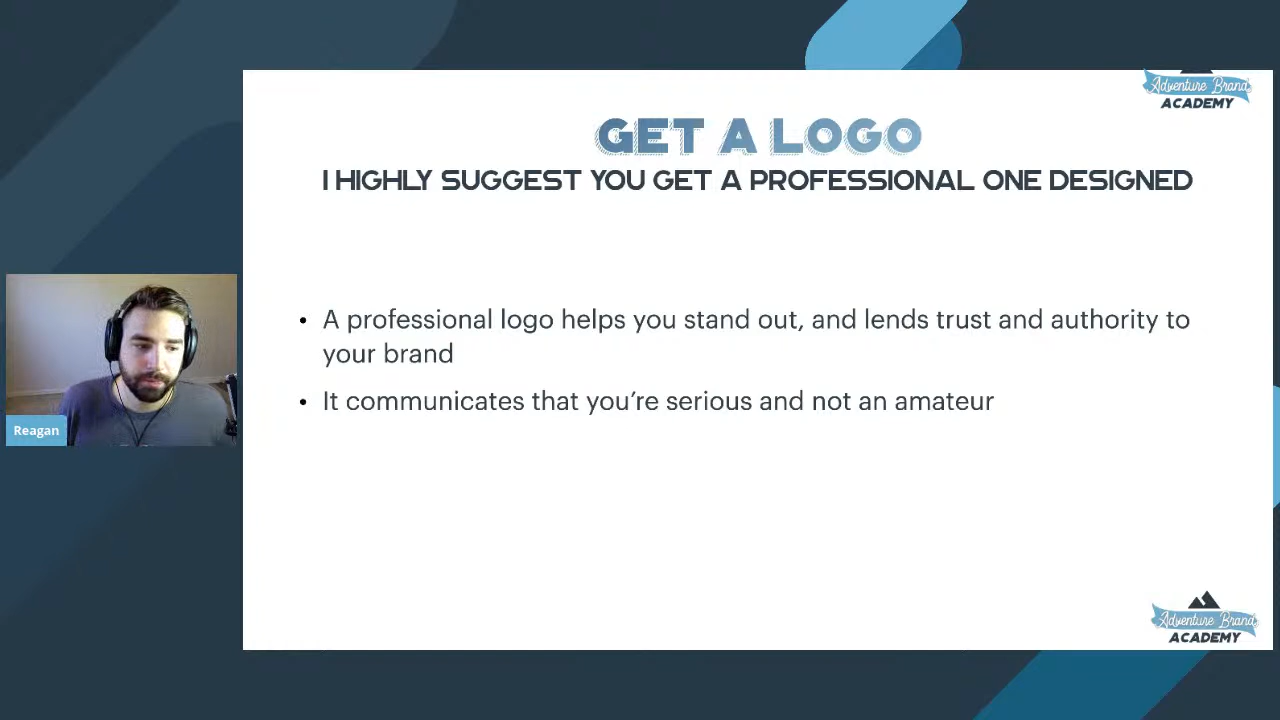 Adventure Brand
ACADEMY
GET A LOGO
I HIGHLY SUGGEST YOU GET A PROFESSIONAL ONE DESIGNED
• A professional logo helps you stand out, and lends trust and authority to
your brand
• It communicates that you’re serious and not an amateur
Reagan
Adventure Brand
ACADEMY